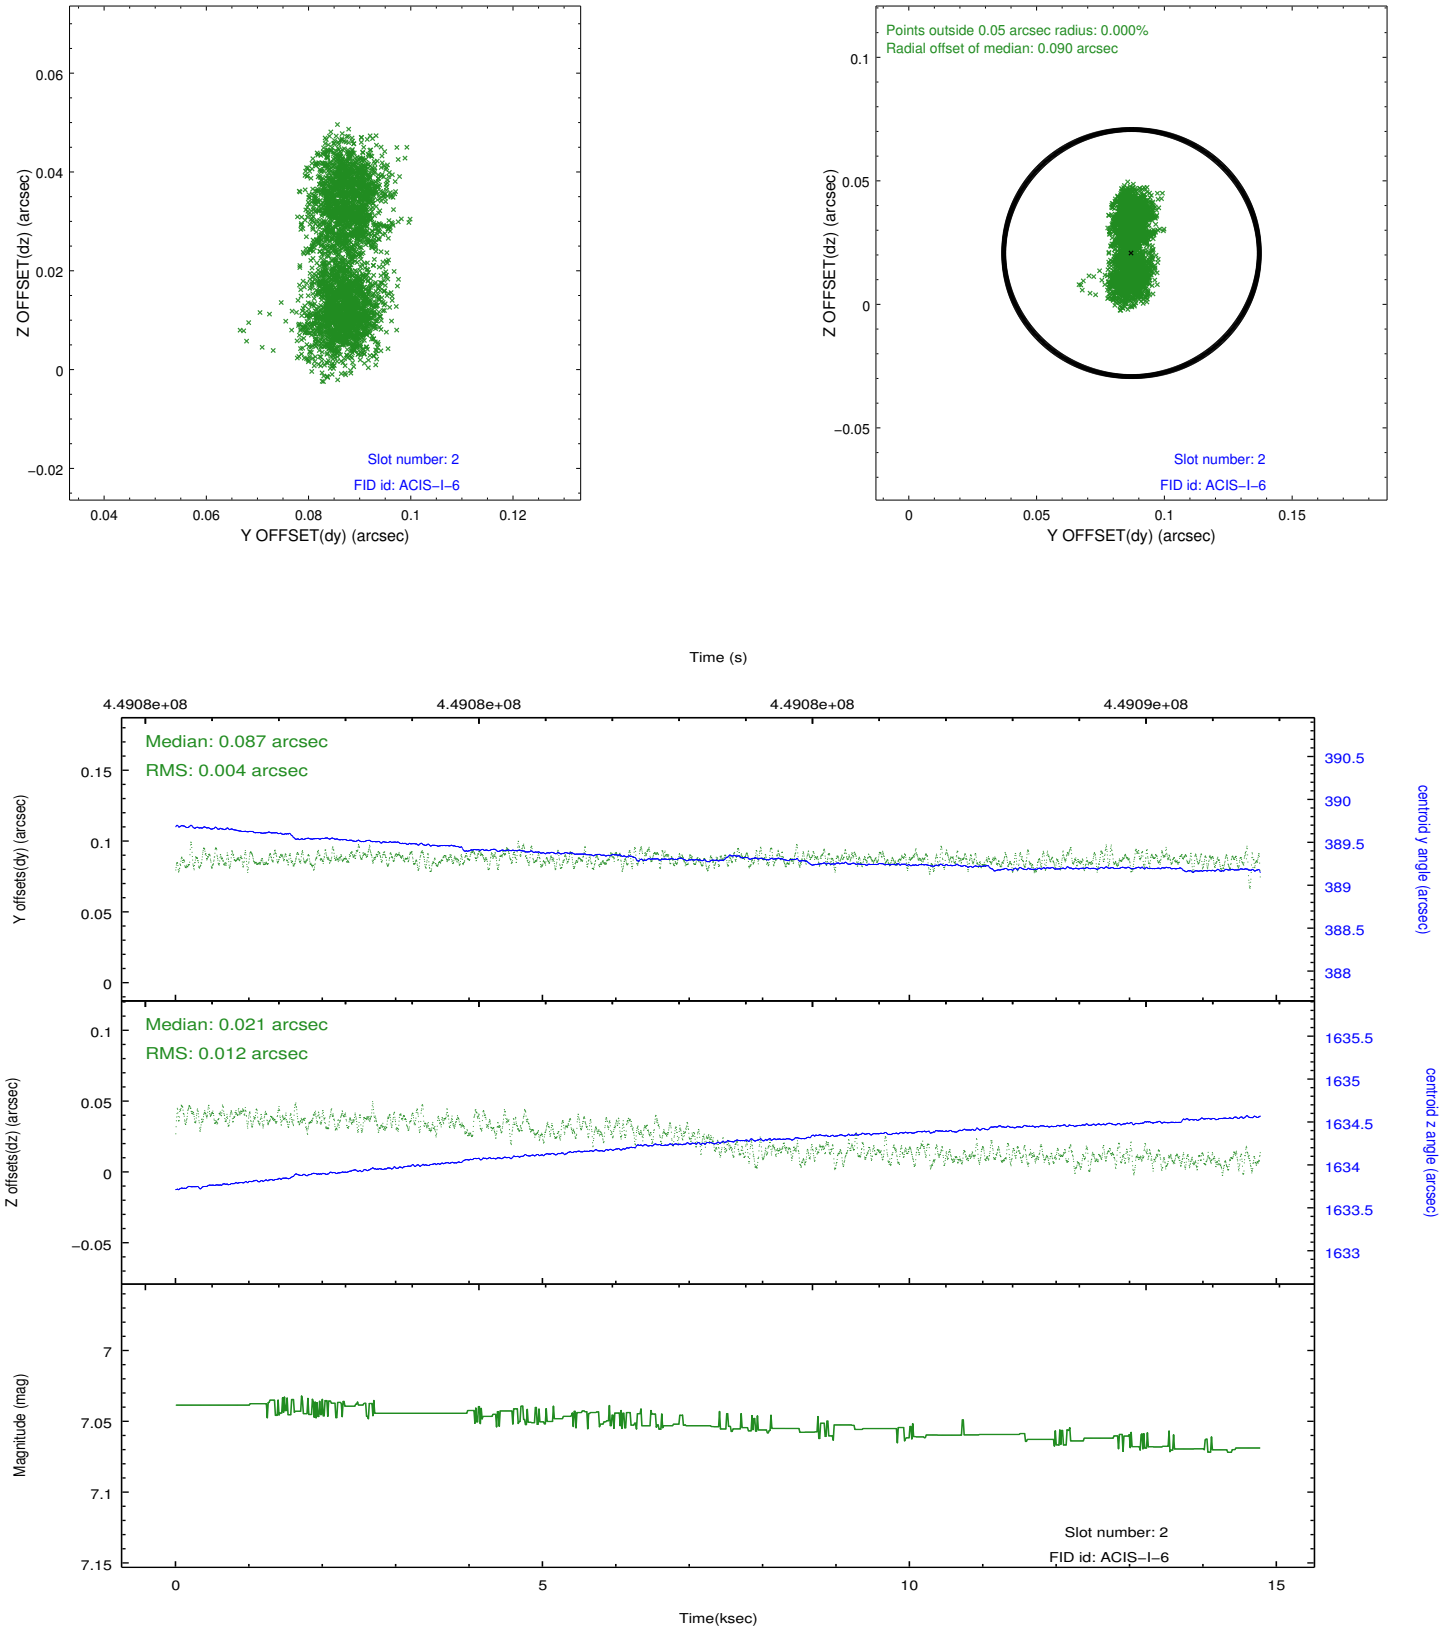 0.06
0.04
0.02
0
−0.02
0.04
0.06
0.08
0.1
0.12
Z OFFSET(dz) (arcsec)
Y OFFSET(dy) (arcsec)
Slot number: 2
FID id: ACIS−I−6
Points outside 0.05 arcsec radius: 0.000%
Radial offset of median: 0.090 arcsec
0.1
0.05
0
−0.05
0
0.05
0.1
0.15
Z OFFSET(dz) (arcsec)
Y OFFSET(dy) (arcsec)
Slot number: 2
FID id: ACIS−I−6
Time (s)
4.4908e+08
4.4908e+08
4.4908e+08
4.4909e+08
Median: 0.087 arcsec
RMS: 0.004 arcsec
0.15
0.1
0.05
0
Y offsets(dy) (arcsec)
390.5
390
389.5
389
388.5
388
centroid y angle (arcsec)
Median: 0.021 arcsec
RMS: 0.012 arcsec
0.1
0.05
0
−0.05
Z offsets(dz) (arcsec)
1635.5
1635
1634.5
1634
1633.5
1633
centroid z angle (arcsec)
7
7.05
7.1
7.15
Magnitude (mag)
Slot number: 2
FID id: ACIS−I−6
0
5
10
15
Time(ksec)